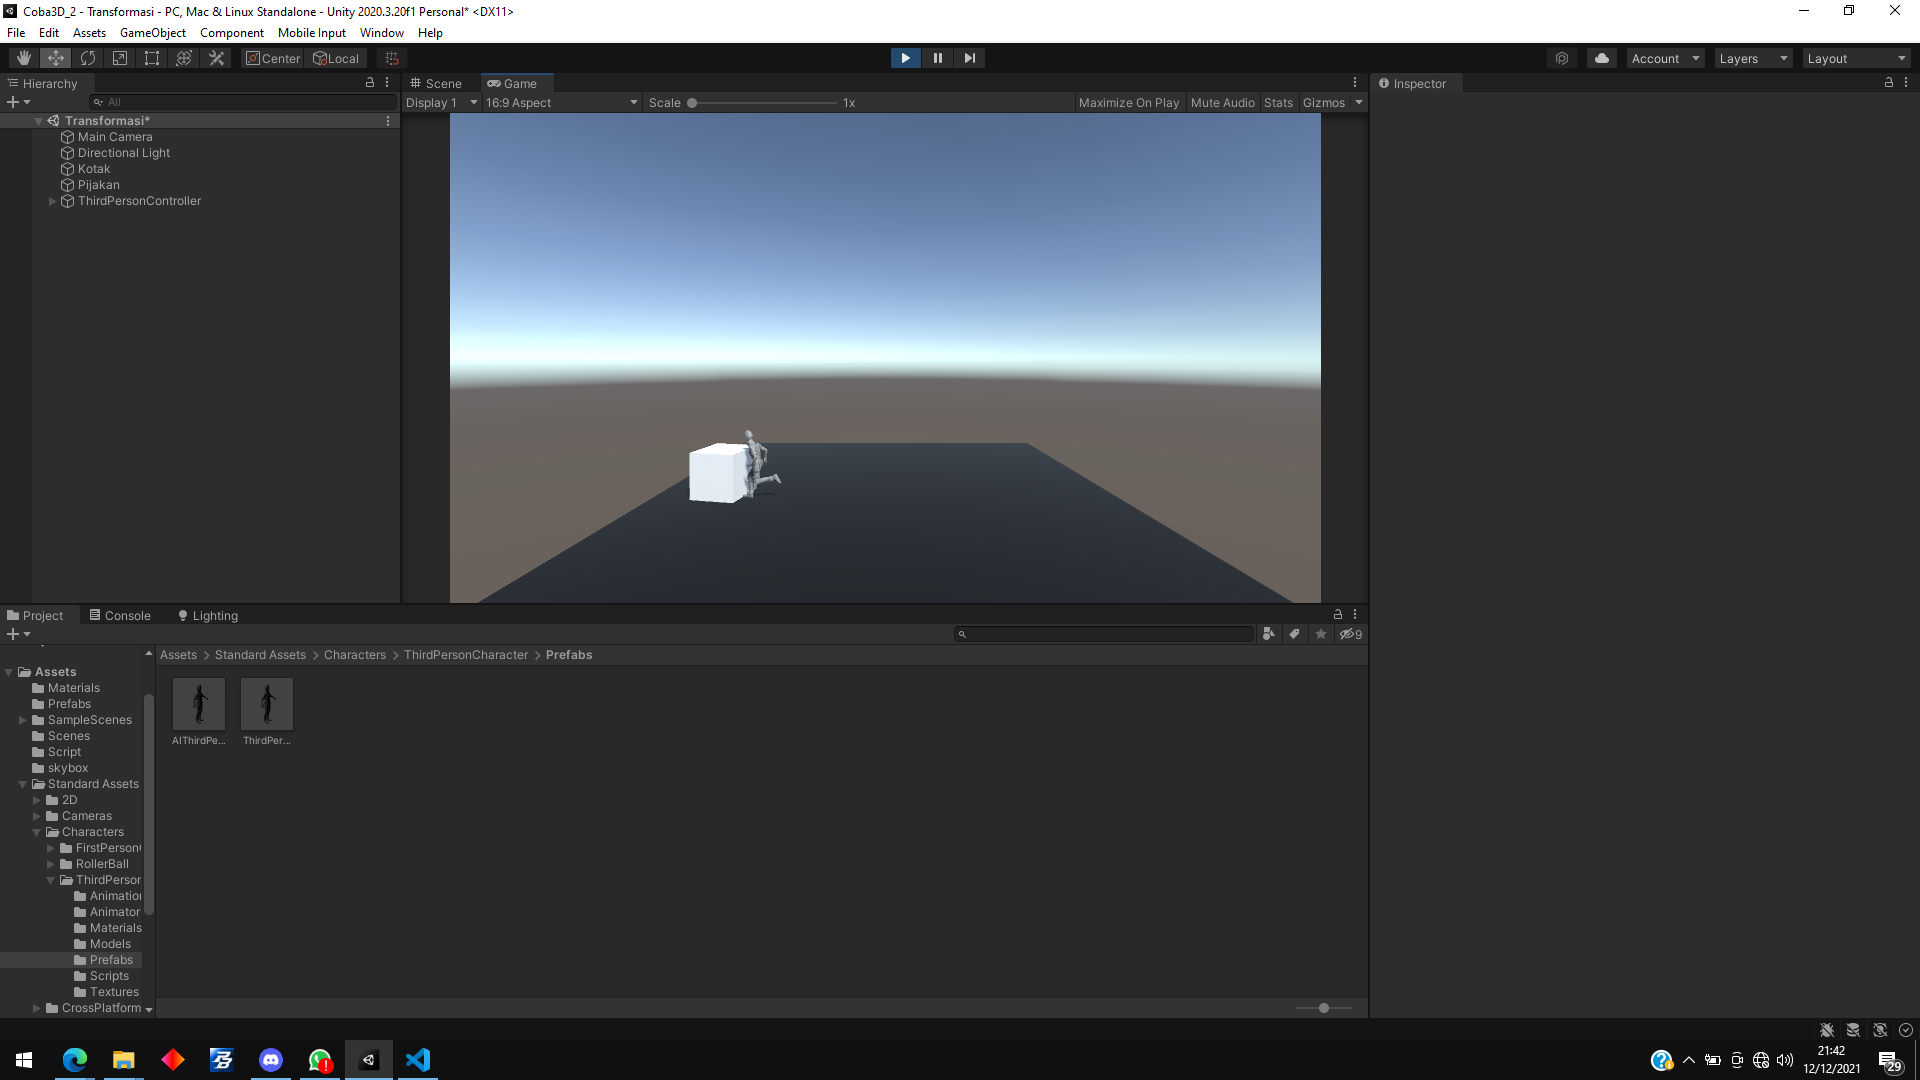 Coba3D_2 - Transformasi - PC, Mac & Linux Standalone - Unity 2020.3.20f1 Personal* <DX11>
File Edit Assets GameObject Component Mobile Input Window Help
Center Local Account Layers Layout
Hierarchy Scene Game Inspector
All Display 1 16:9 Aspect Scale 1x Maximize On Play Mute Audio Stats Gizmos
Transformasi*
Main Camera
Directional Light
Kotak
Pijakan
ThirdPersonController
Project Console Lighting
9
Assets > Standard Assets > Characters > ThirdPersonCharacter > Prefabs
Assets
Materials
Prefabs
SampleScenes
Scenes
Script
skybox
Standard Assets
2D
Cameras
Characters
FirstPerson
RollerBall
ThirdPerson
Animation
Animator
Materials
Models
Prefabs
Scripts
Textures
CrossPlatform
AIThirdPe... ThirdPer...
21:42
12/12/2021
29